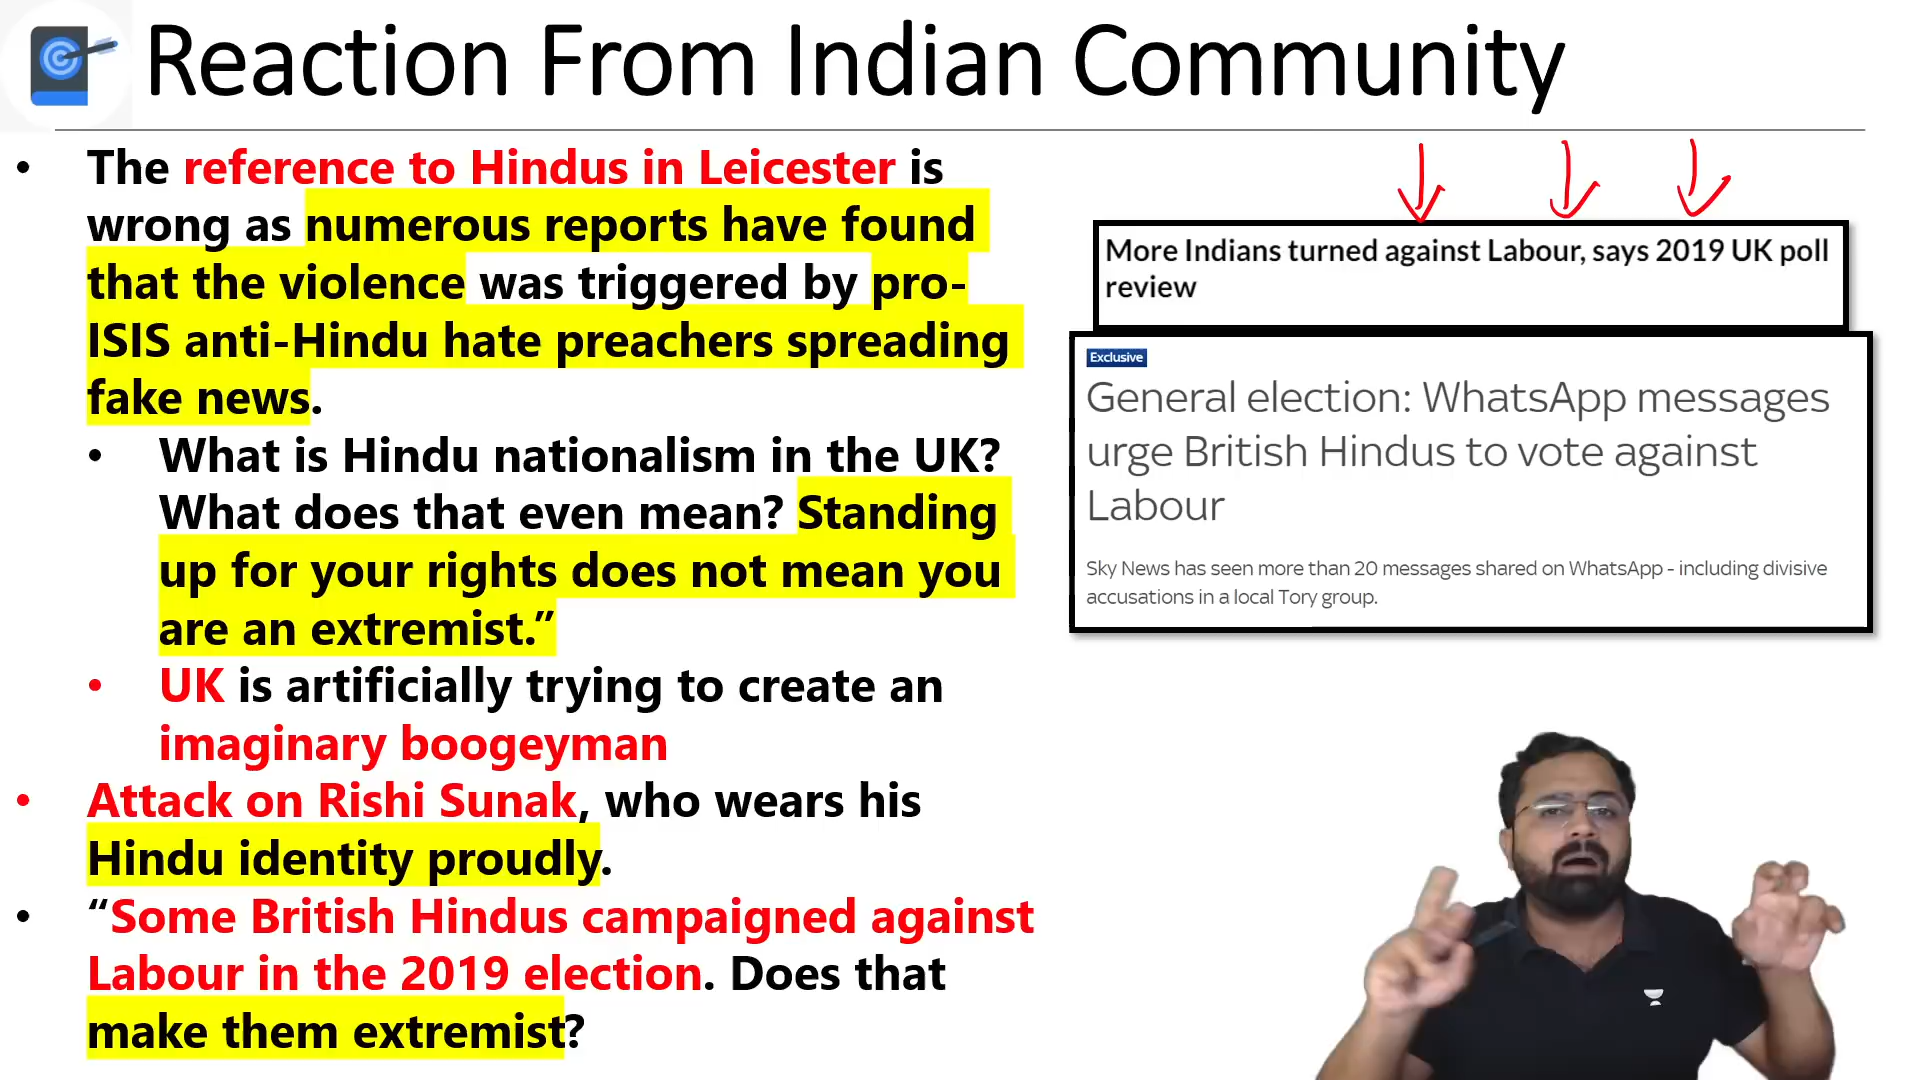 Reaction From Indian Community
• The reference to Hindus in Leicester is
wrong as numerous reports have found
that the violence was triggered by pro-
ISIS anti-Hindu hate preachers spreading
fake news.
• What is Hindu nationalism in the UK?
What does that even mean? Standing
up for your rights does not mean you
are an extremist.”
• UK is artificially trying to create an
imaginary boogeyman
• Attack on Rishi Sunak, who wears his
Hindu identity proudly.
• “Some British Hindus campaigned against
Labour in the 2019 election. Does that
make them extremist?
More Indians turned against Labour, says 2019 UK poll
review
Exclusive
General election: WhatsApp messages
urge British Hindus to vote against
Labour
Sky News has seen more than 20 messages shared on WhatsApp - including divisive
accusations in a local Tory group.